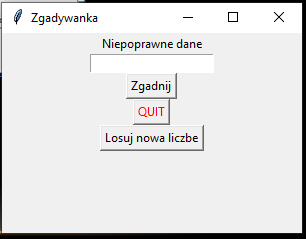 Zgadywanka
Niepoprawne dane
Zgadnij
QUIT
Losuj nowa liczbe